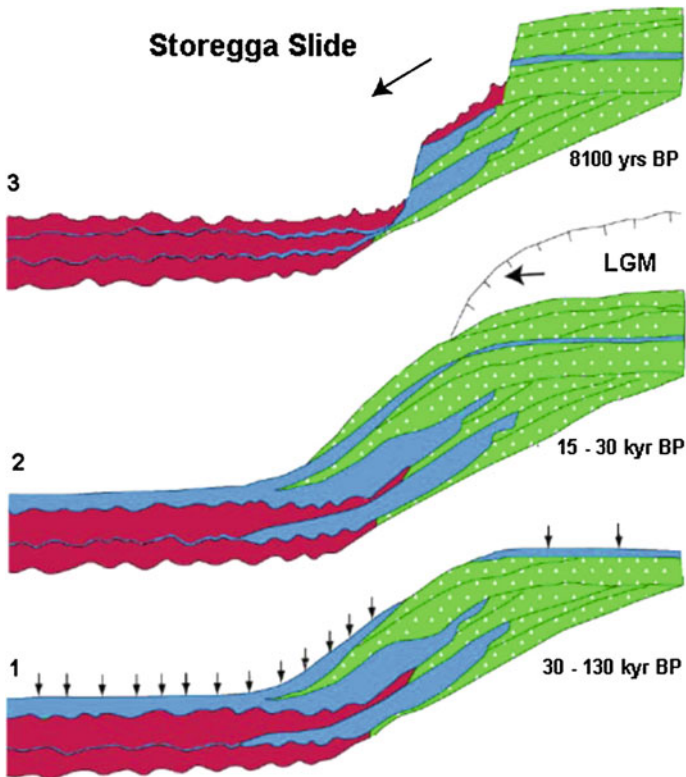 Storegga Slide
8100 yrs BP
3
LGM
15 - 30 kyr BP
2
1
30 - 130 kyr BP